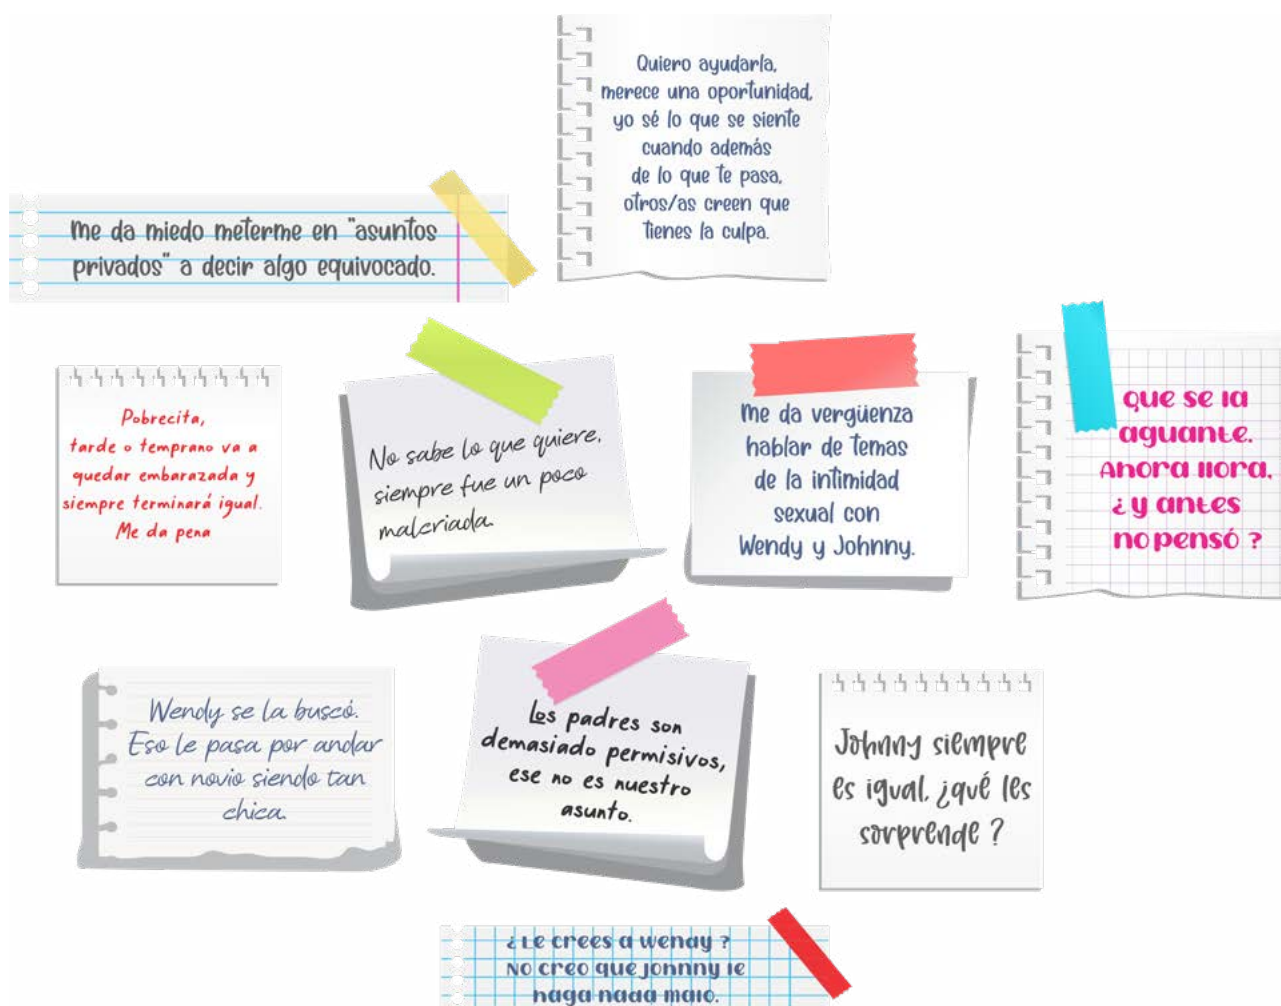 Quiero ayudarla,
merece una oportunidad,
yo sé lo que se siente
cuando además
de lo que te pasa,
otros/as creen que
tienes la culpa.
Me da miedo meterme en "asuntos
privados" a decir algo equivocado.
Pobrecita,
tarde o temprano va a
quedar embarazada y
siempre terminará igual.
Me da pena
No sabe lo que quiere,
siempre fue un poco
malcriada.
Me da vergüenza
hablar de temas
de la intimidad
sexual con
Wendy y Johnny.
Que se la
aguante.
Ahora llora,
¿y antes
no pensó?
Wendy se la buscó.
Eso le pasa por andar
con novio siendo tan
chica.
Los padres son
demasiado permisivos,
ese no es nuestro
asunto.
Johnny siempre
es igual, ¿qué les
sorprende?
¿Le crees a Wendy?
No creo que Johnny le
haga nada malo.